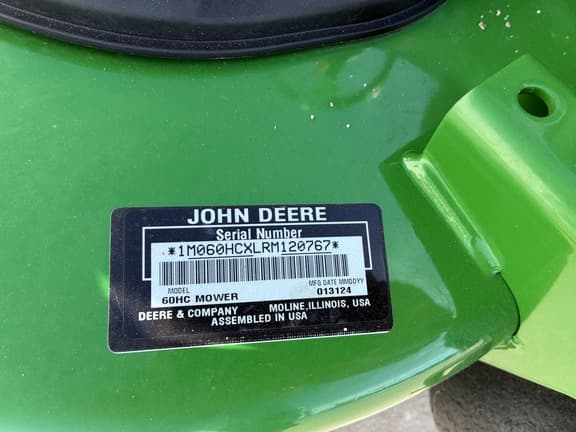 JOHN DEERE
Serial Number
*1M060HCXLRM120767*
MODEL MFG DATE MMDDYY
60HC MOWER 013124
DEERE & COMPANY MOLINE, ILLINOIS, USA
ASSEMBLED IN USA